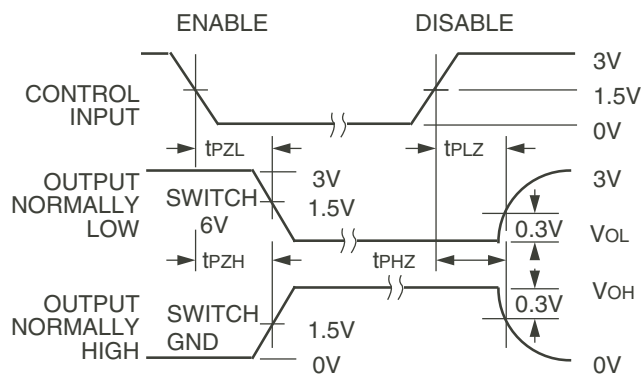 ENABLE DISABLE
3V
CONTROL INPUT 1.5V
0V
tPZL tPLZ
OUTPUT NORMALLY LOW
SWITCH 6V
3V
1.5V
3V
0.3V VOL
tPZH tPHZ
OUTPUT NORMALLY HIGH
SWITCH GND
1.5V
0V
0.3V VOH
0V